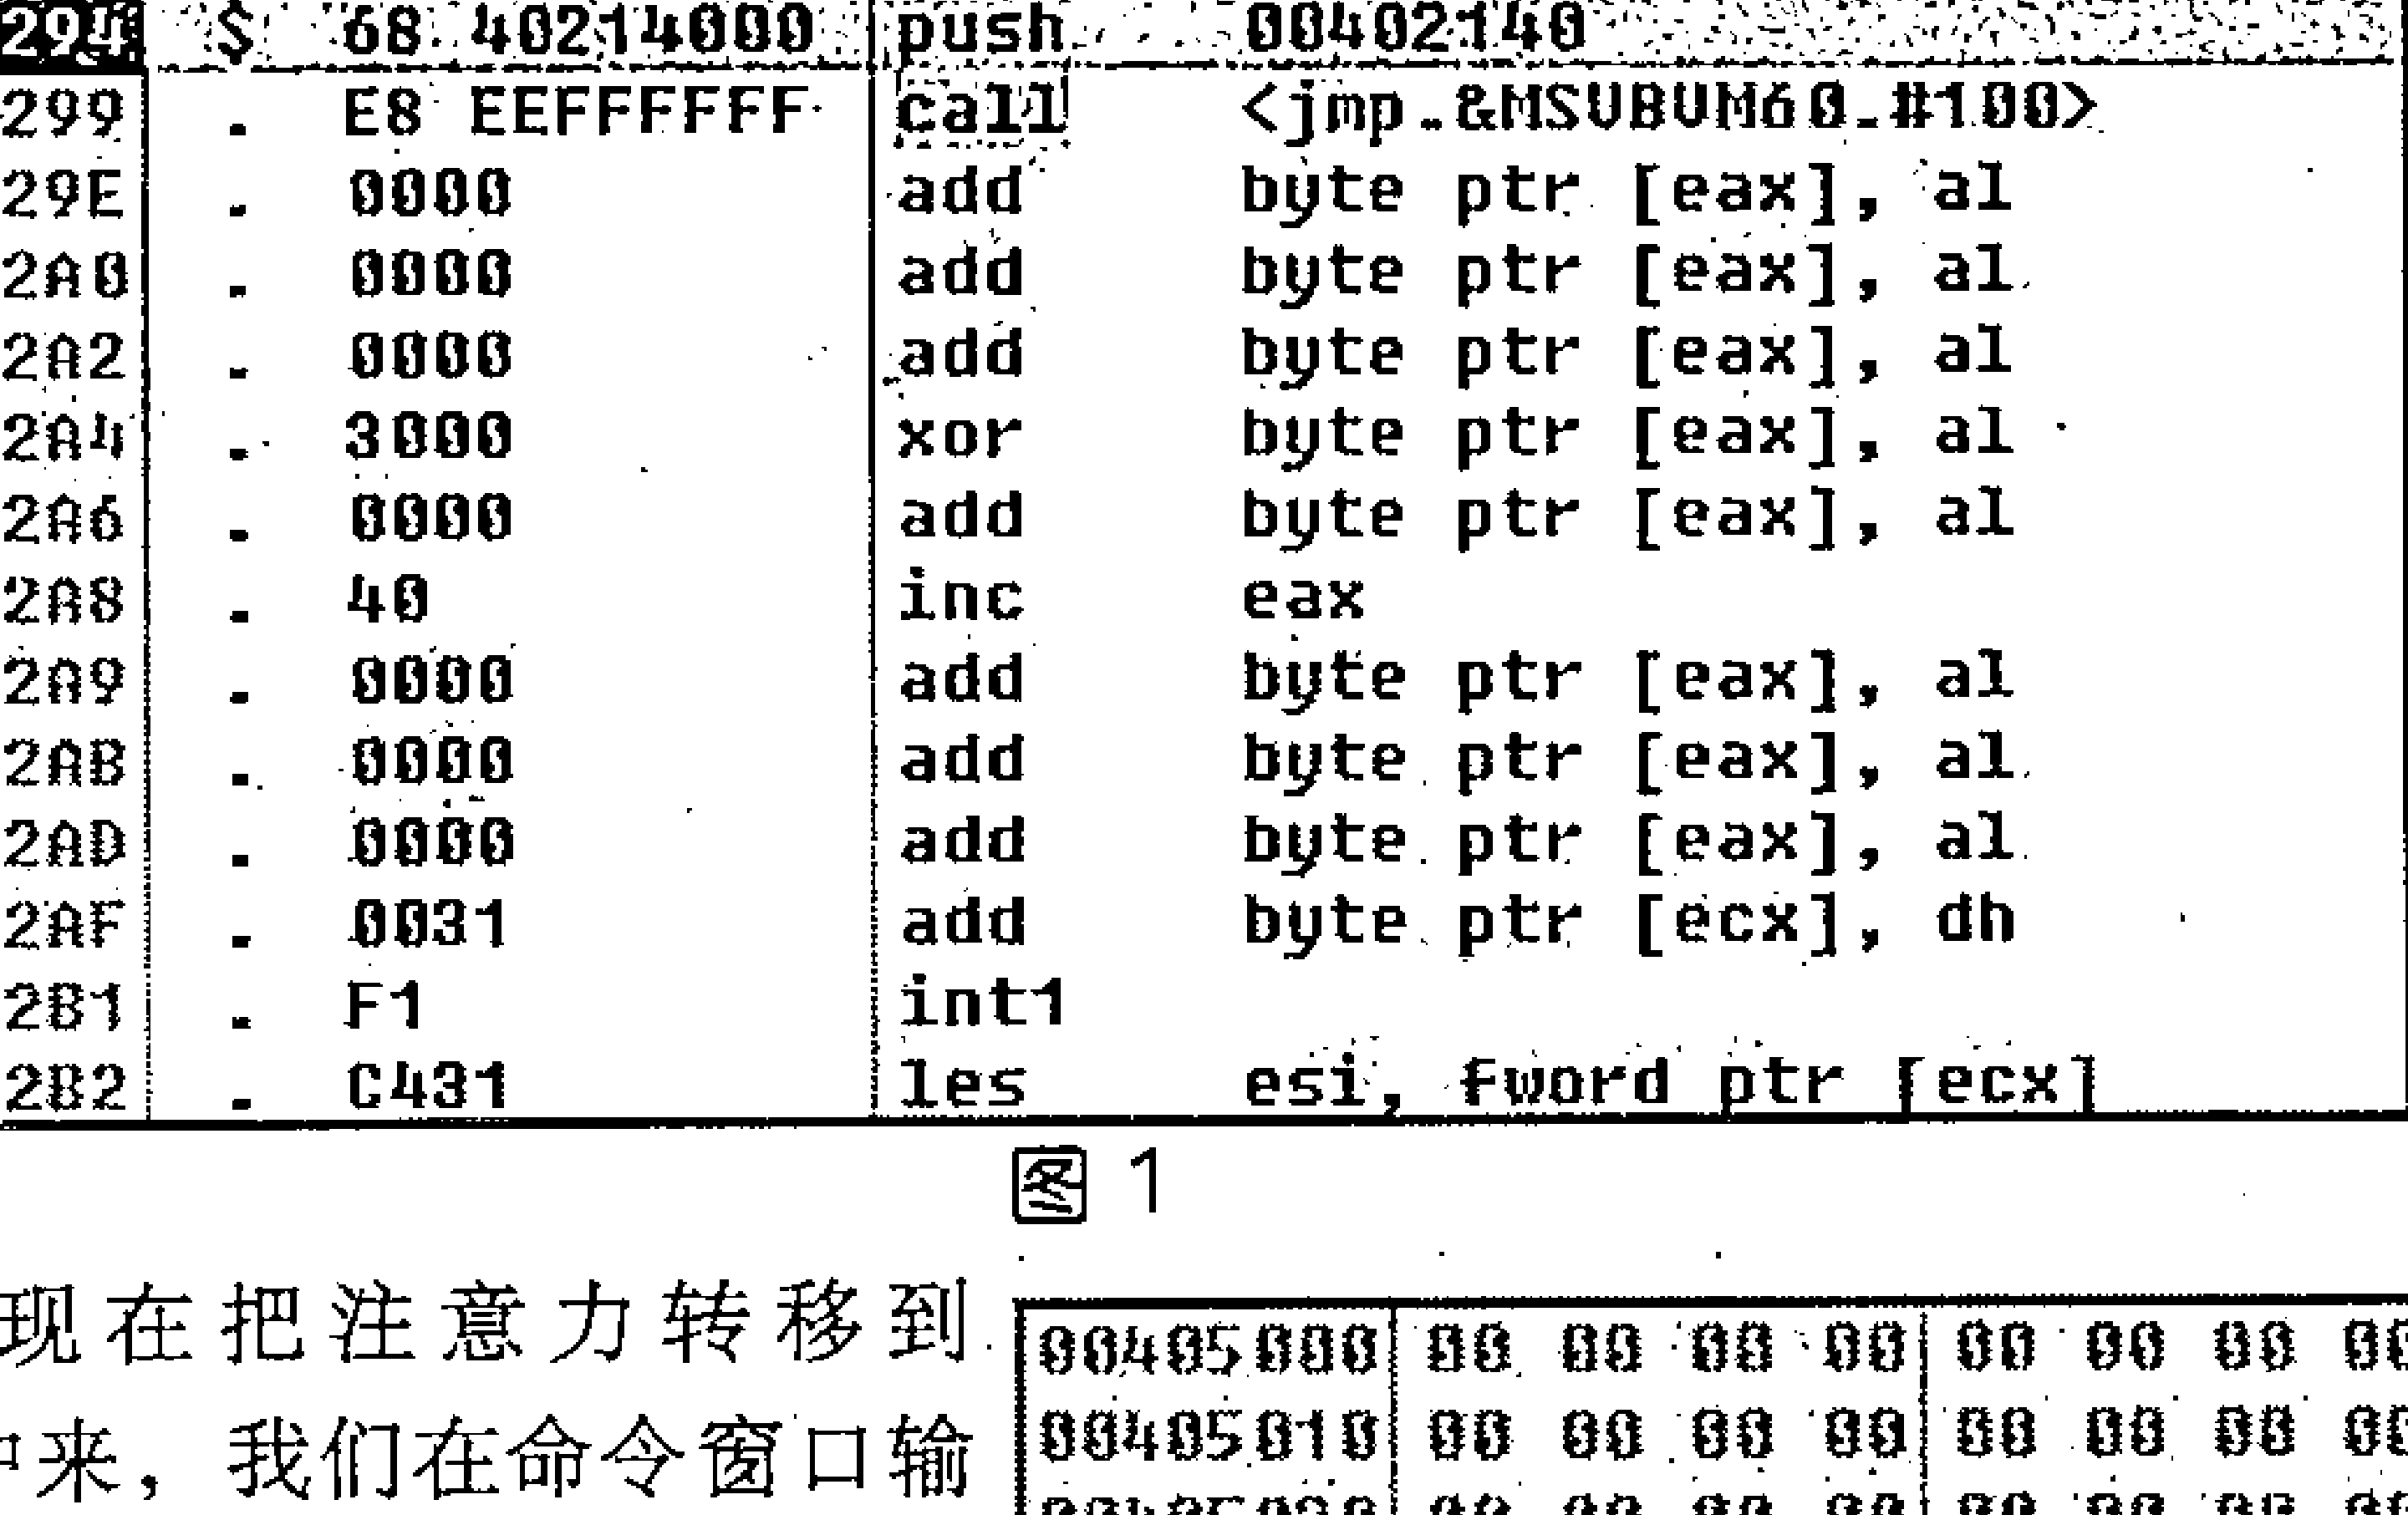 294 $ 68 40214000 push 00402140
299 . E8 EEFFFFFF call <jmp.&MSVBVM60.#100>
29E . 0000 add byte ptr [eax], al
2A0 . 0000 add byte ptr [eax], al
2A2 . 0000 add byte ptr [eax], al
2A4 . 3000 xor byte ptr [eax], al
2A6 . 0000 add byte ptr [eax], al
2A8 . 40 inc eax
2A9 . 0000 add byte ptr [eax], al
2AB . 0000 add byte ptr [eax], al
2AD . 0000 add byte ptr [eax], al
2AF . 0031 add byte ptr [ecx], dh
2B1 . F1 int1
2B2 . C431 les esi, fword ptr [ecx]
图 1
现在把注意力转移到
来，我们在命令窗口输
00405000 00 00 00 00 00 00 00 00
00405010 00 00 00 00 00 00 00 00